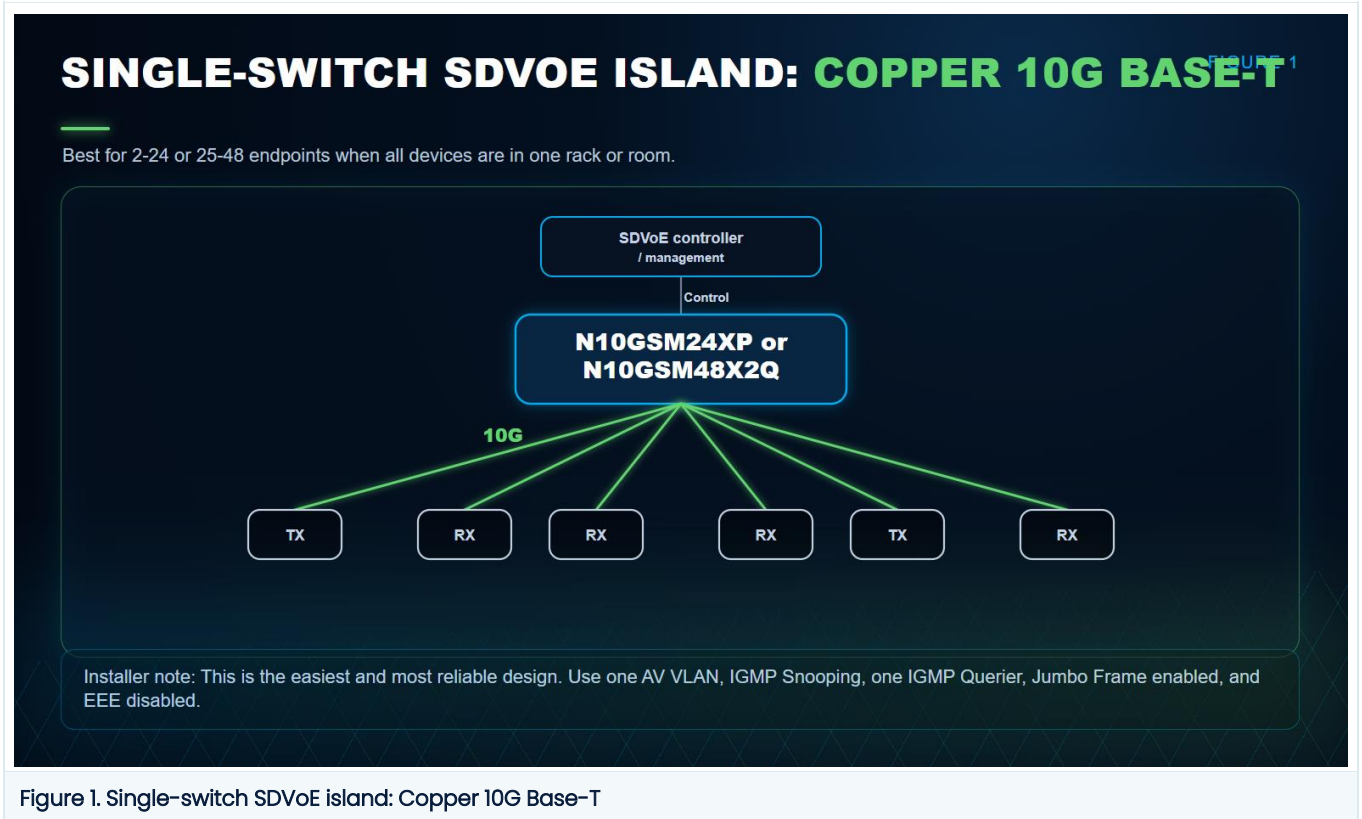 SINGLE-SWITCH SDVOE ISLAND: COPPER 10G BASE-T
FIGURE 1
Best for 2-24 or 25-48 endpoints when all devices are in one rack or room.
SDVoE controller
/ management
Control
N10GSM24XP or
N10GSM48X2Q
10G
TX
RX
RX
RX
TX
RX
Installer note: This is the easiest and most reliable design. Use one AV VLAN, IGMP Snooping, one IGMP Querier, Jumbo Frame enabled, and
EEE disabled.
Figure 1. Single-switch SDVoE island: Copper 10G Base-T